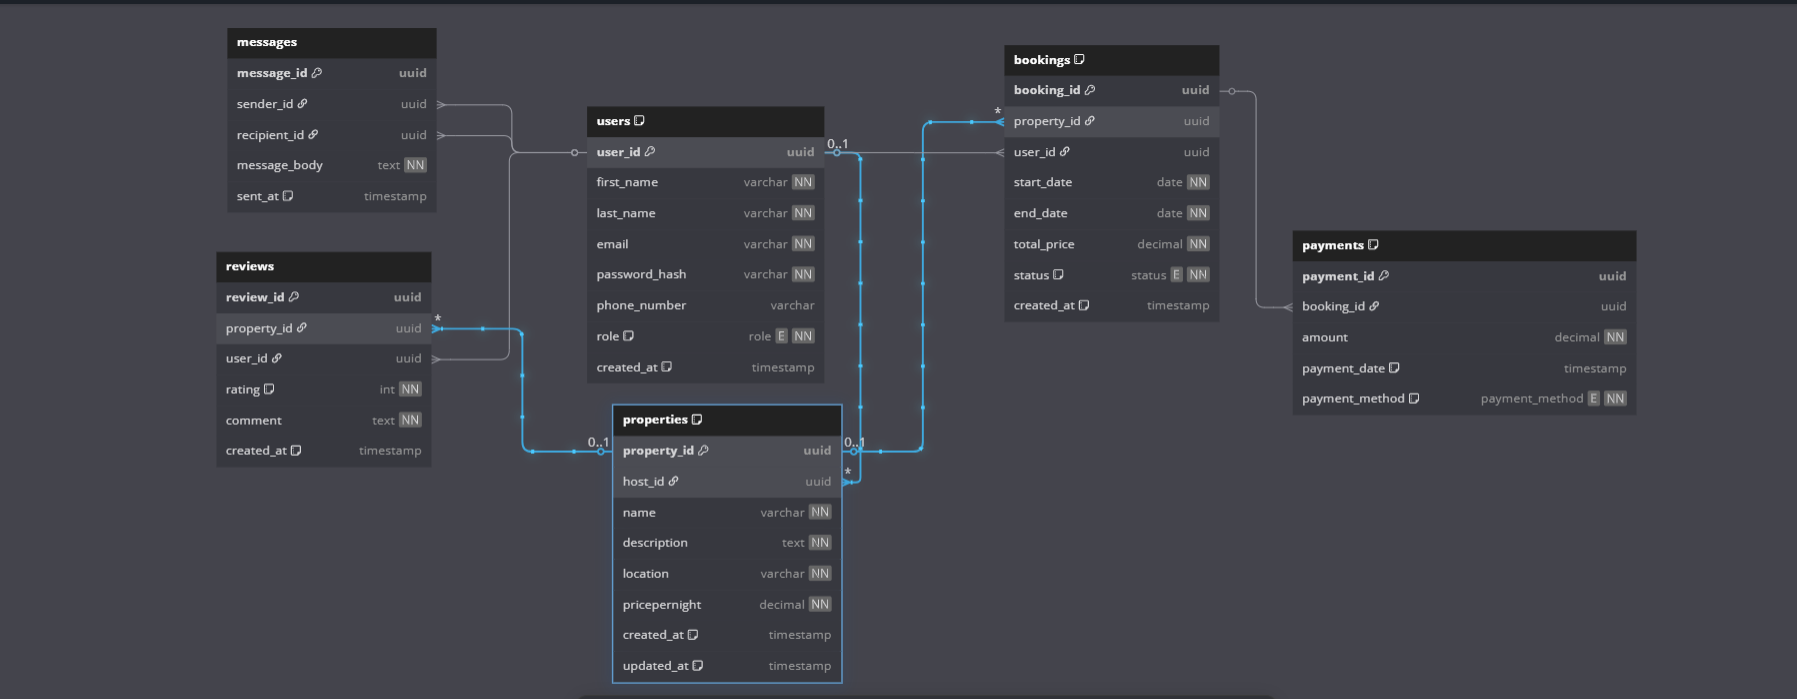 messages
message_id uuid
sender_id uuid
recipient_id uuid
message_body text NN
sent_at timestamp
reviews
review_id uuid
property_id uuid
*
user_id uuid
rating int NN
comment text NN
created_at timestamp
users
user_id uuid
0..1
first_name varchar NN
last_name varchar NN
email varchar NN
password_hash varchar NN
phone_number varchar
role role E NN
created_at timestamp
properties
0..1
property_id uuid
0..1
host_id uuid
*
name varchar NN
description text NN
location varchar NN
pricepernight decimal NN
created_at timestamp
updated_at timestamp
bookings
booking_id uuid
*
property_id uuid
user_id uuid
start_date date NN
end_date date NN
total_price decimal NN
status status E NN
created_at timestamp
payments
payment_id uuid
booking_id uuid
amount decimal NN
payment_date timestamp
payment_method payment_method E NN